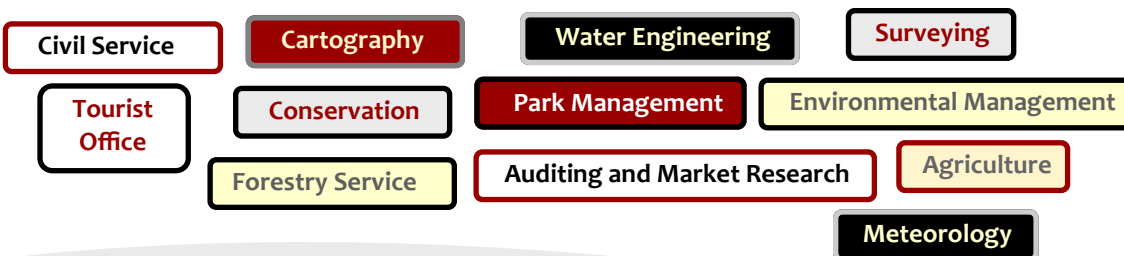 Civil Service
Cartography
Water Engineering
Surveying
Tourist
Office
Conservation
Park Management
Environmental Management
Forestry Service
Auditing and Market Research
Agriculture
Meteorology